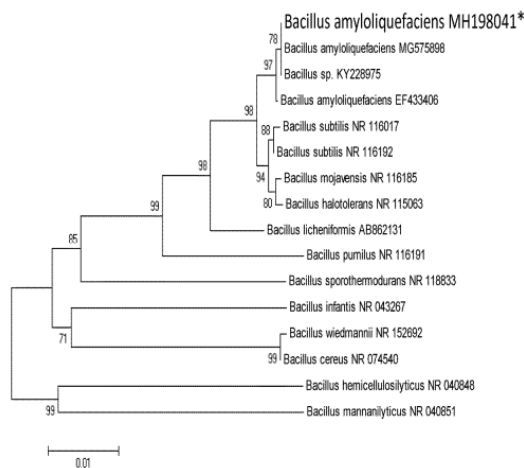 Bacillus amyloliquefaciens MH198041*
78
Bacillus amyloliquefaciens MG575898
97
Bacillus sp. KY228975
Bacillus amyloliquefaciens EF433406
98
Bacillus subtilis NR 116017
88
Bacillus subtilis NR 116192
98
94
Bacillus mojavensis NR 116185
80
Bacillus halotolerans NR 115063
99
Bacillus licheniformis AB862131
85
Bacillus pumilus NR 116191
Bacillus sporothermodurans NR 118833
Bacillus infantis NR 043267
71
Bacillus wiedmannii NR 152692
99
Bacillus cereus NR 074540
Bacillus hemicellulosilyticus NR 040848
99
Bacillus mannanilyticus NR 040851
0.01